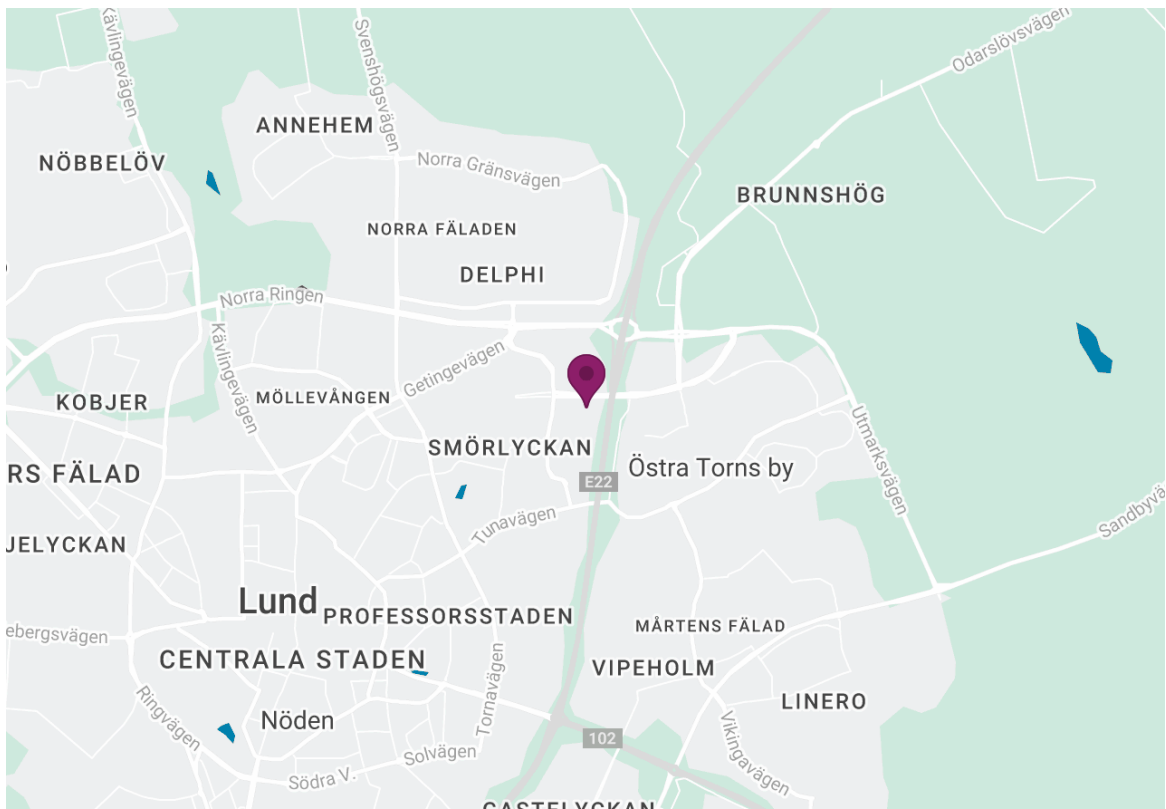 Kävlingevägen
Svenshögsvägen
Odarslövsvägen
ANNEHEM
NÖBBELÖV
Norra Gränsvägen
BRUNNSHÖG
NORRA FÄLADEN
DELPHI
Norra Ringen
Kävlingevägen
Getingevägen
KOBJER
MÖLLEVÅNGEN
Utmarksvägen
SMÖRLYCKAN
RS FÄLAD
Östra Torns by
E22
Sandbyvä
Tunavägen
JELYCKAN
Lund
PROFESSORSSTADEN
ebergsvägen
MÅRTENS FÄLAD
CENTRALA STADEN
VIPEHOLM
Tornavägen
LINERO
Ringvägen
Nöden
Vikingavägen
102
Solvägen
Södra V.
CASTELYCKAN